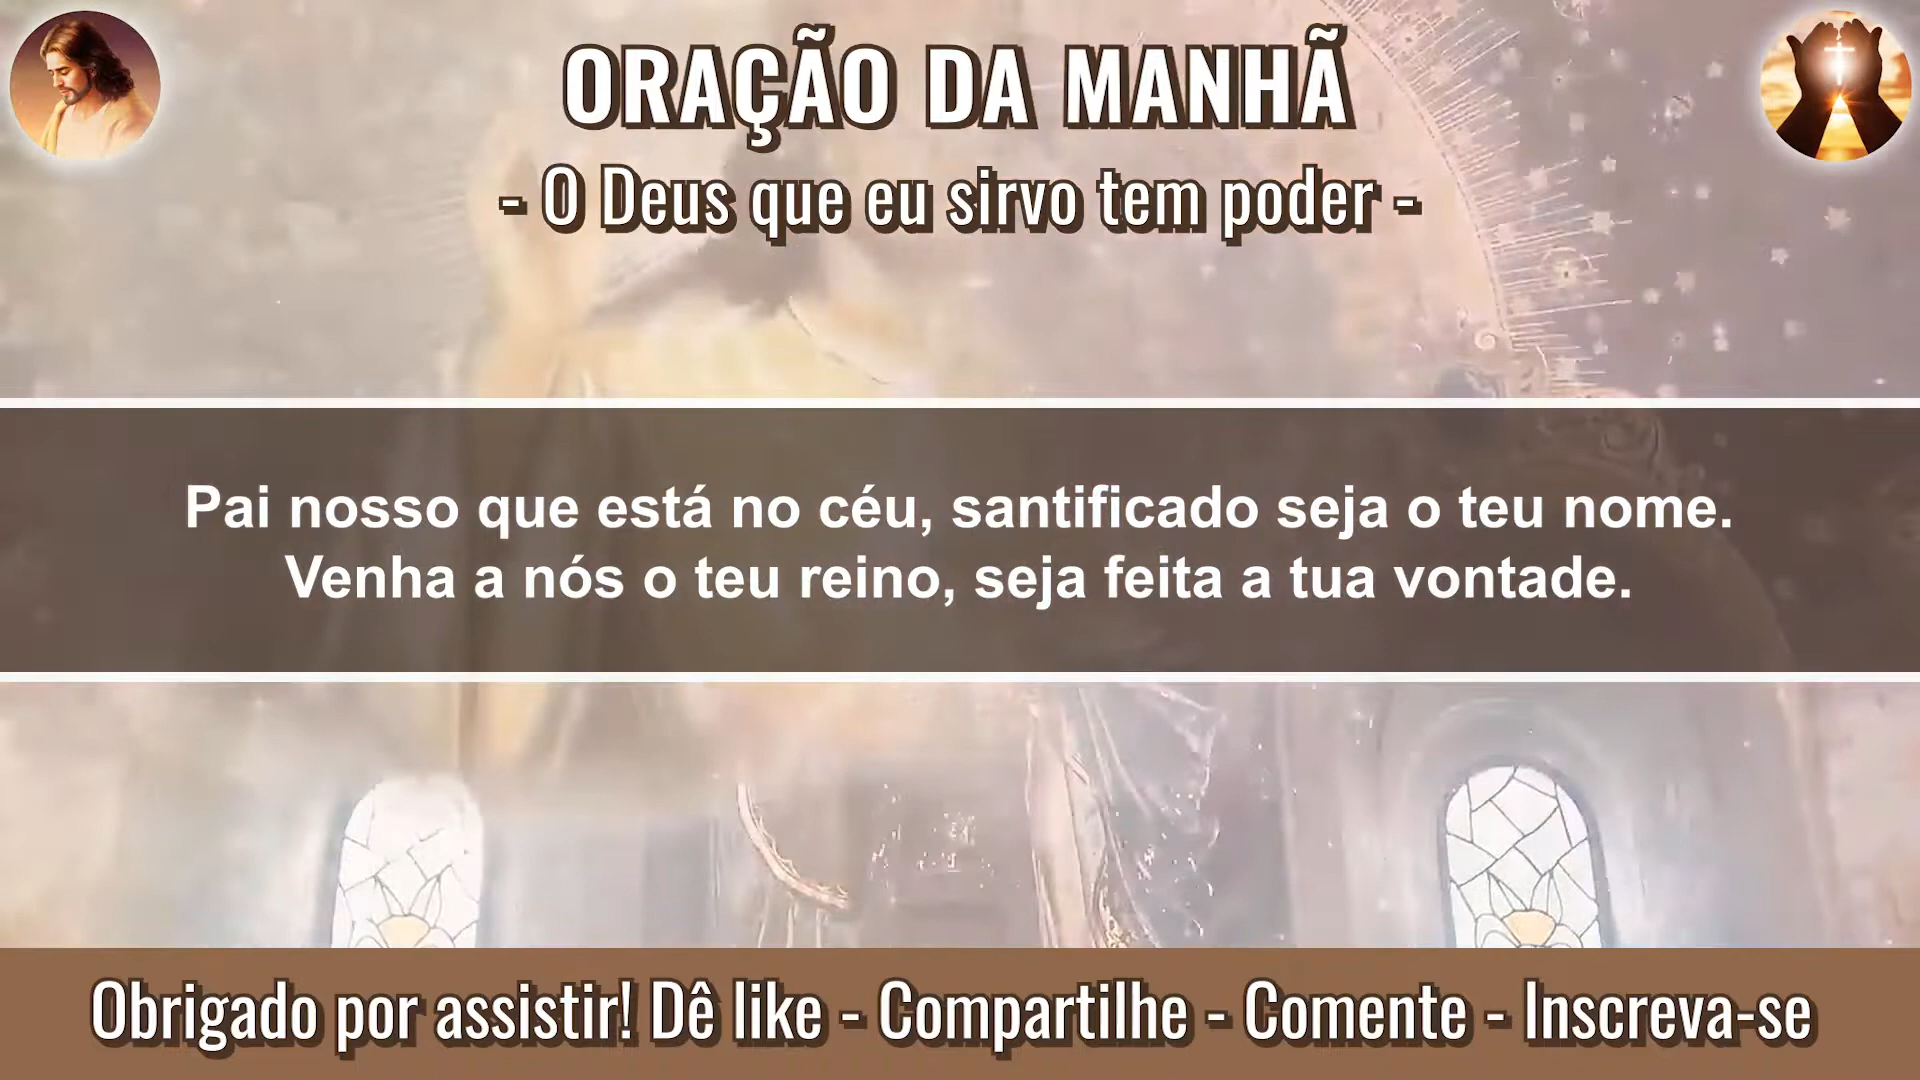 ORAÇÃO DA MANHÃ
- O Deus que eu sirvo tem poder -
Pai nosso que está no céu, santificado seja o teu nome.
Venha a nós o teu reino, seja feita a tua vontade.
Obrigado por assistir! Dê like - Compartilhe - Comente - Inscreva-se